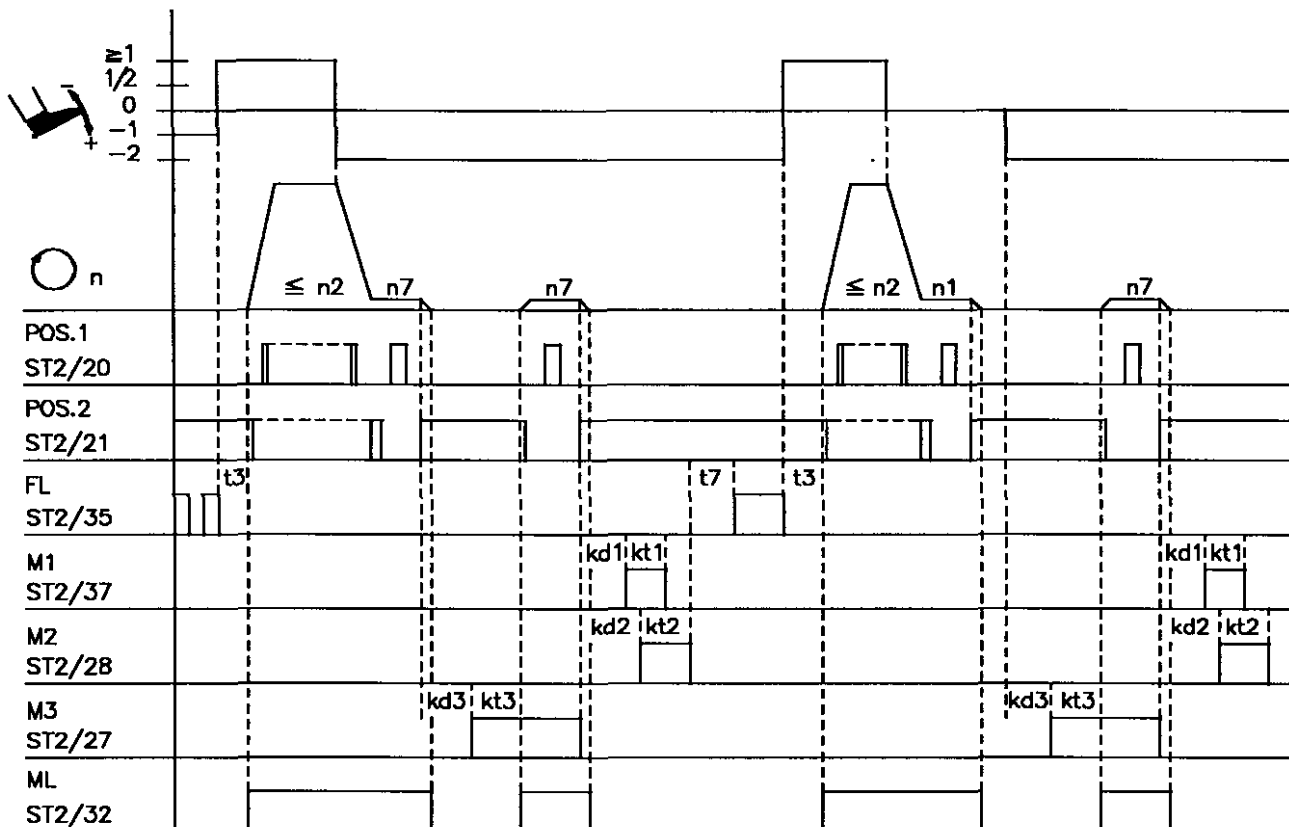 ≧1
1/2
0
-1
-2
- +
n
≦ n2 n7 n7 ≦ n2 n1 n7
POS.1
ST2/20
POS.2
ST2/21
FL t3 t7 t3
ST2/35
M1 kd1 kt1 kd1 kt1
ST2/37
M2 kd2 kt2 kd2 kt2
ST2/28
M3 kd3 kt3 kd3 kt3
ST2/27
ML
ST2/32